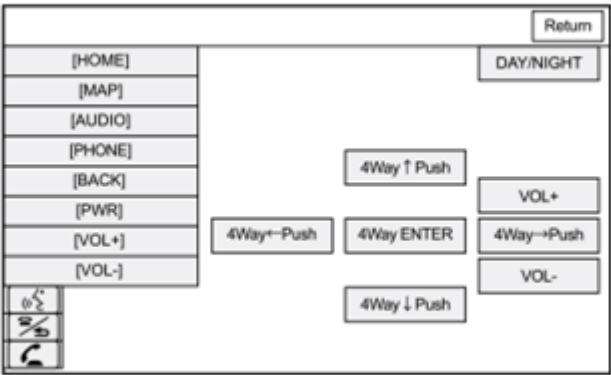 Return
[HOME]
DAY/NIGHT
[MAP]
[AUDIO]
[PHONE]
4Way↑Push
[BACK]
VOL+
[PWR]
4Way←Push
4Way ENTER
4Way→Push
[VOL+]
[VOL-]
VOL-
4Way↓Push